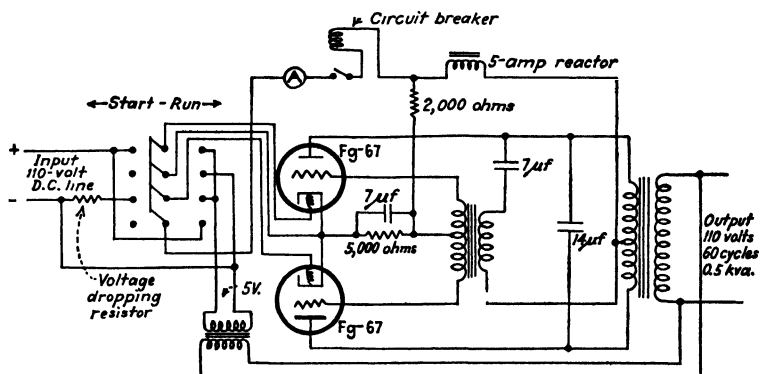 Circuit breaker
5-amp reactor
A
←Start-Run→
2,000 ohms
Fg-67
+
Input
110-volt
D.C. line
-
7μf
7μf
14μf
5,000 ohms
Output
110 volts
60 cycles
0.5 kva.
Voltage
dropping
resistor
5V.
Fg-67